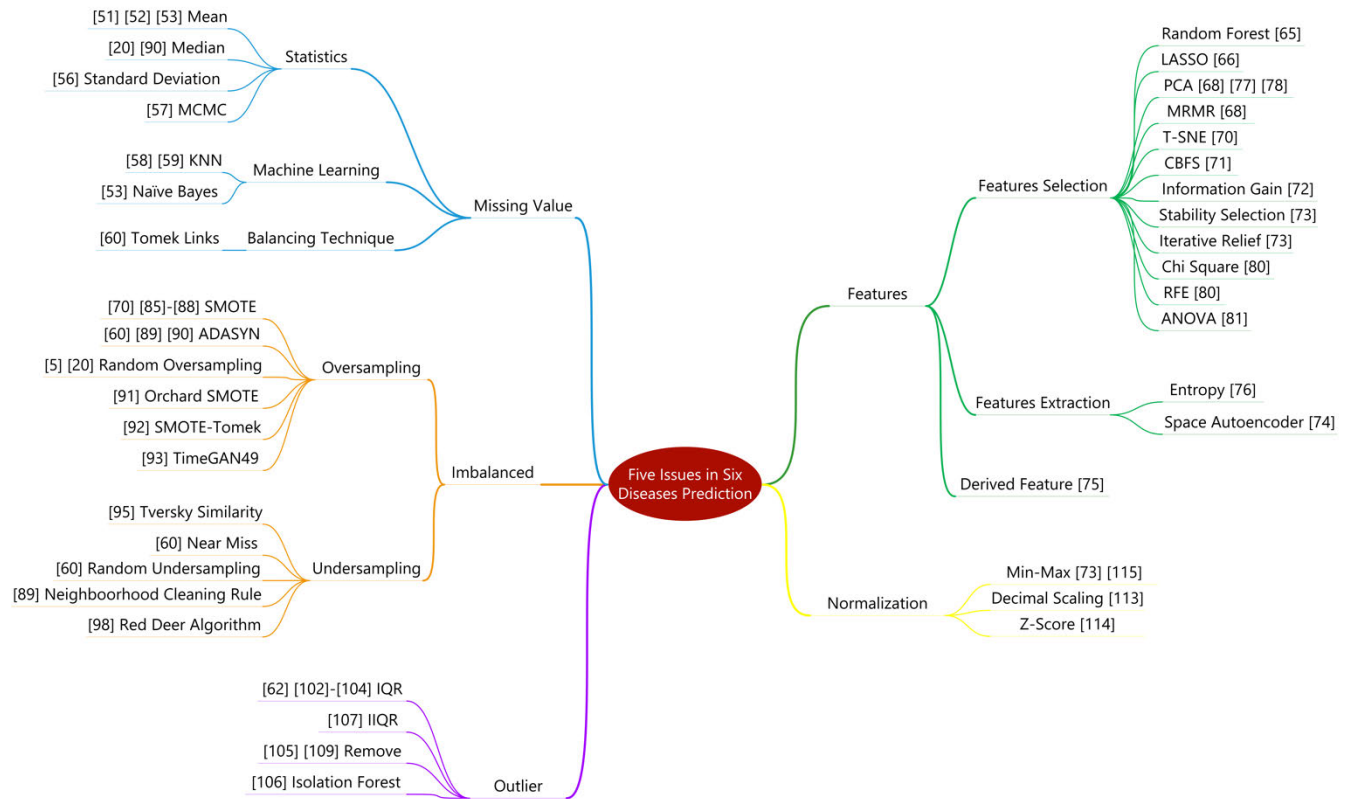 [51] [52] [53] Mean
[20] [90] Median
[56] Standard Deviation
[57] MCMC
Statistics
[58] [59] KNN
[53] Naïve Bayes
Machine Learning
[60] Tomek Links
Balancing Technique
Missing Value
[70] [85]-[88] SMOTE
[60] [89] [90] ADASYN
[5] [20] Random Oversampling
[91] Orchard SMOTE
[92] SMOTE-Tomek
[93] TimeGAN49
Oversampling
[95] Tversky Similarity
[60] Near Miss
[60] Random Undersampling
[89] Neighboorhood Cleaning Rule
[98] Red Deer Algorithm
Undersampling
Imbalanced
[62] [102]-[104] IQR
[107] IIQR
[105] [109] Remove
[106] Isolation Forest
Outlier
Five Issues in Six
Diseases Prediction
Features
Features Selection
Random Forest [65]
LASSO [66]
PCA [68] [77] [78]
MRMR [68]
T-SNE [70]
CBFS [71]
Information Gain [72]
Stability Selection [73]
Iterative Relief [73]
Chi Square [80]
RFE [80]
ANOVA [81]
Features Extraction
Entropy [76]
Space Autoencoder [74]
Derived Feature [75]
Normalization
Min-Max [73] [115]
Decimal Scaling [113]
Z-Score [114]